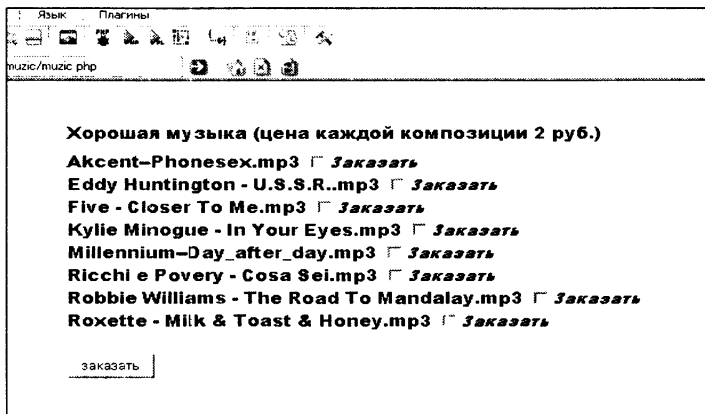 Язык Плагины
muzic/muzic php
Хорошая музыка (цена каждой композиции 2 руб.)
Akcent–Phonesex.mp3 Заказать
Eddy Huntington - U.S.S.R..mp3 Заказать
Five - Closer To Me.mp3 Заказать
Kylie Minogue - In Your Eyes.mp3 Заказать
Millennium–Day_after_day.mp3 Заказать
Ricchi e Povery - Cosa Sei.mp3 Заказать
Robbie Williams - The Road To Mandalay.mp3 Заказать
Roxette - Milk & Toast & Honey.mp3 Заказать
заказать